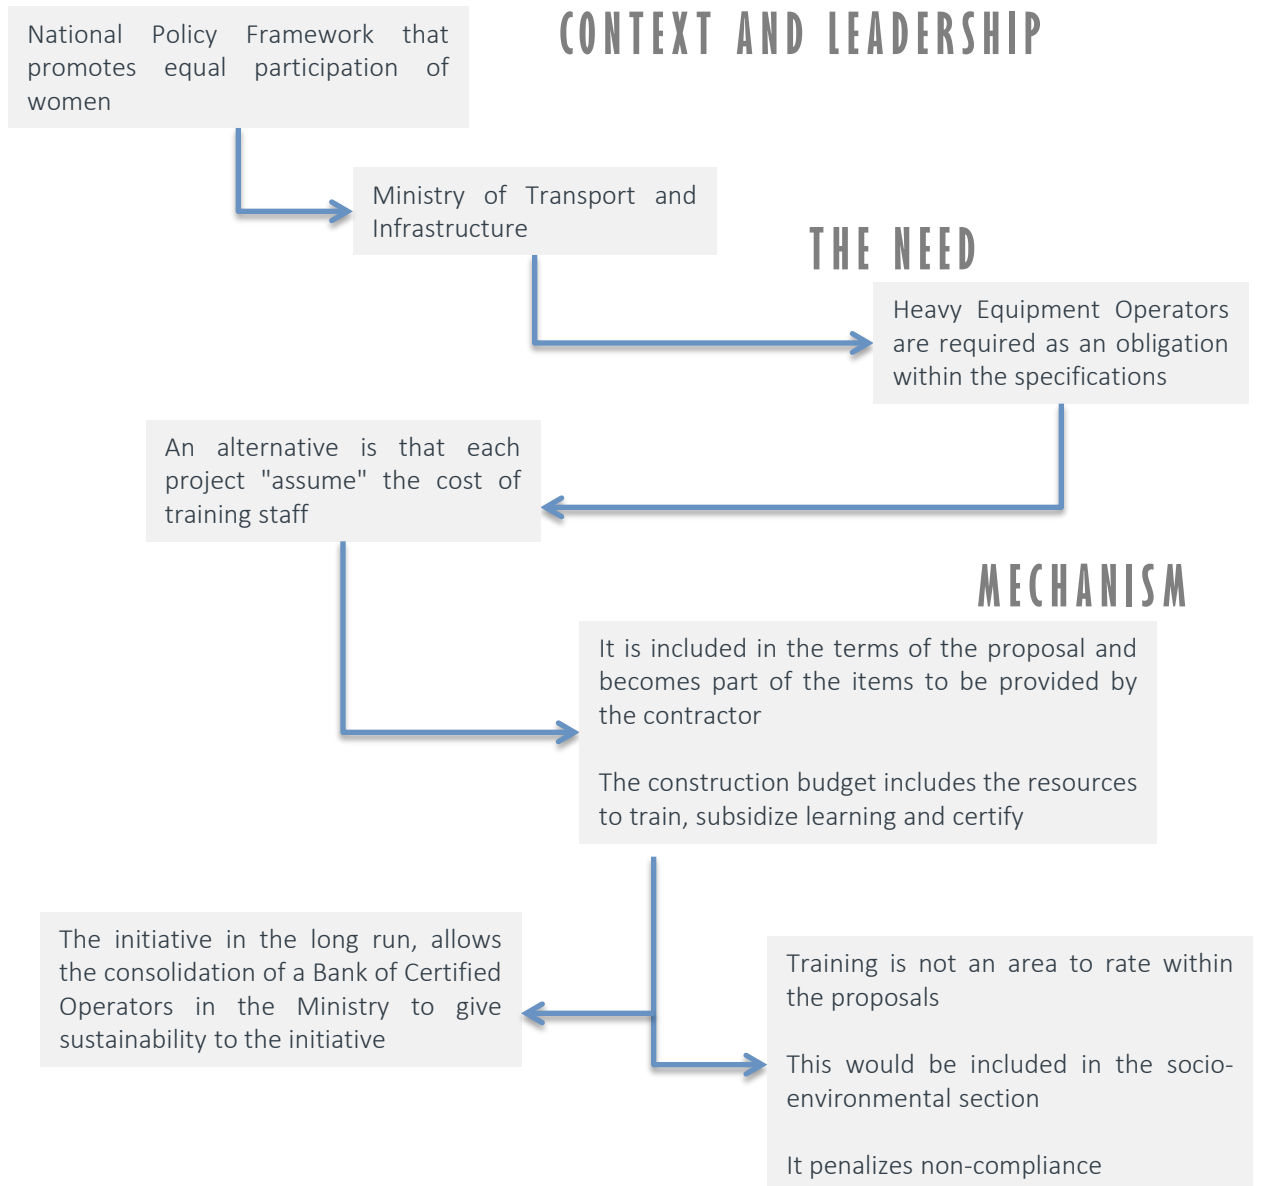 CONTEXT AND LEADERSHIP
National Policy Framework that
promotes equal participation of
women
Ministry of Transport and
Infrastructure
THE NEED
Heavy Equipment Operators
are required as an obligation
within the specifications
An alternative is that each
project "assume" the cost of
training staff
MECHANISM
It is included in the terms of the proposal and
becomes part of the items to be provided by
the contractor
The construction budget includes the resources
to train, subsidize learning and certify
The initiative in the long run, allows
the consolidation of a Bank of Certified
Operators in the Ministry to give
sustainability to the initiative
Training is not an area to rate within
the proposals
This would be included in the socio-
environmental section
It penalizes non-compliance